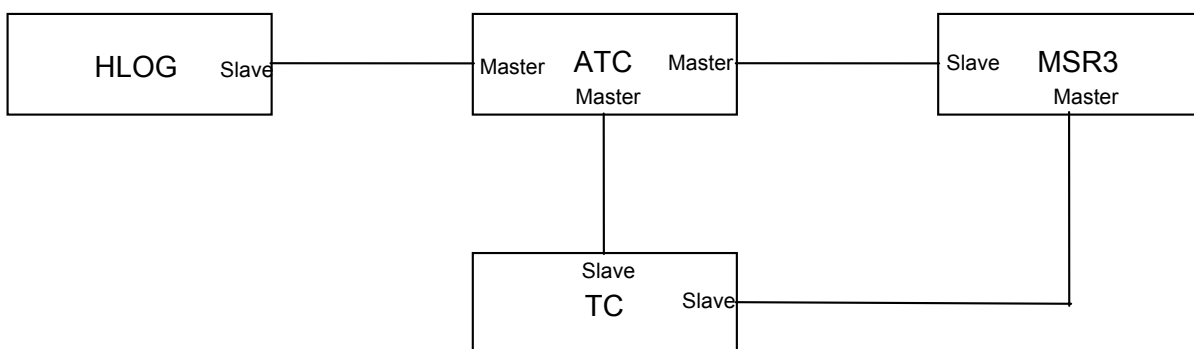 HLOG Slave Master ATC Master Slave MSR3
Master Master
Slave
TC Slave